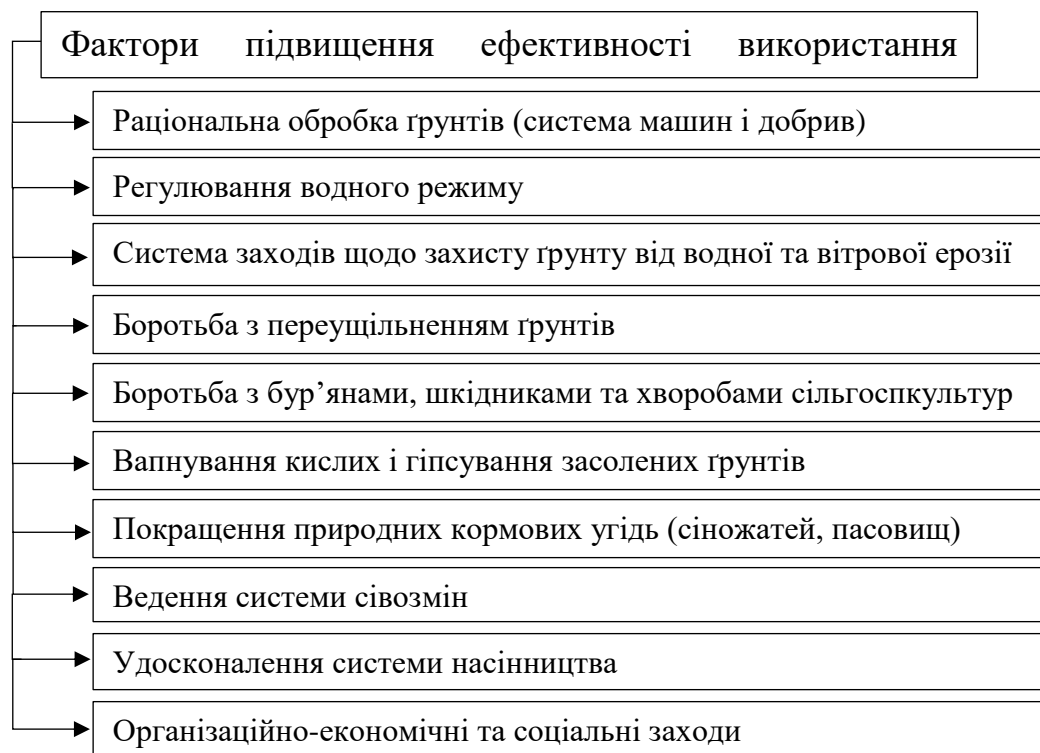 Фактори підвищення ефективності використання
Раціональна обробка ґрунтів (система машин і добрив)
Регулювання водного режиму
Система заходів щодо захисту ґрунту від водної та вітрової ерозії
Боротьба з переущільненням ґрунтів
Боротьба з бур’янами, шкідниками та хворобами сільгоспкультур
Вапнування кислих і гіпсування засолених ґрунтів
Покращення природних кормових угідь (сіножатей, пасовищ)
Ведення системи сівозмін
Удосконалення системи насінництва
Організаційно-економічні та соціальні заходи